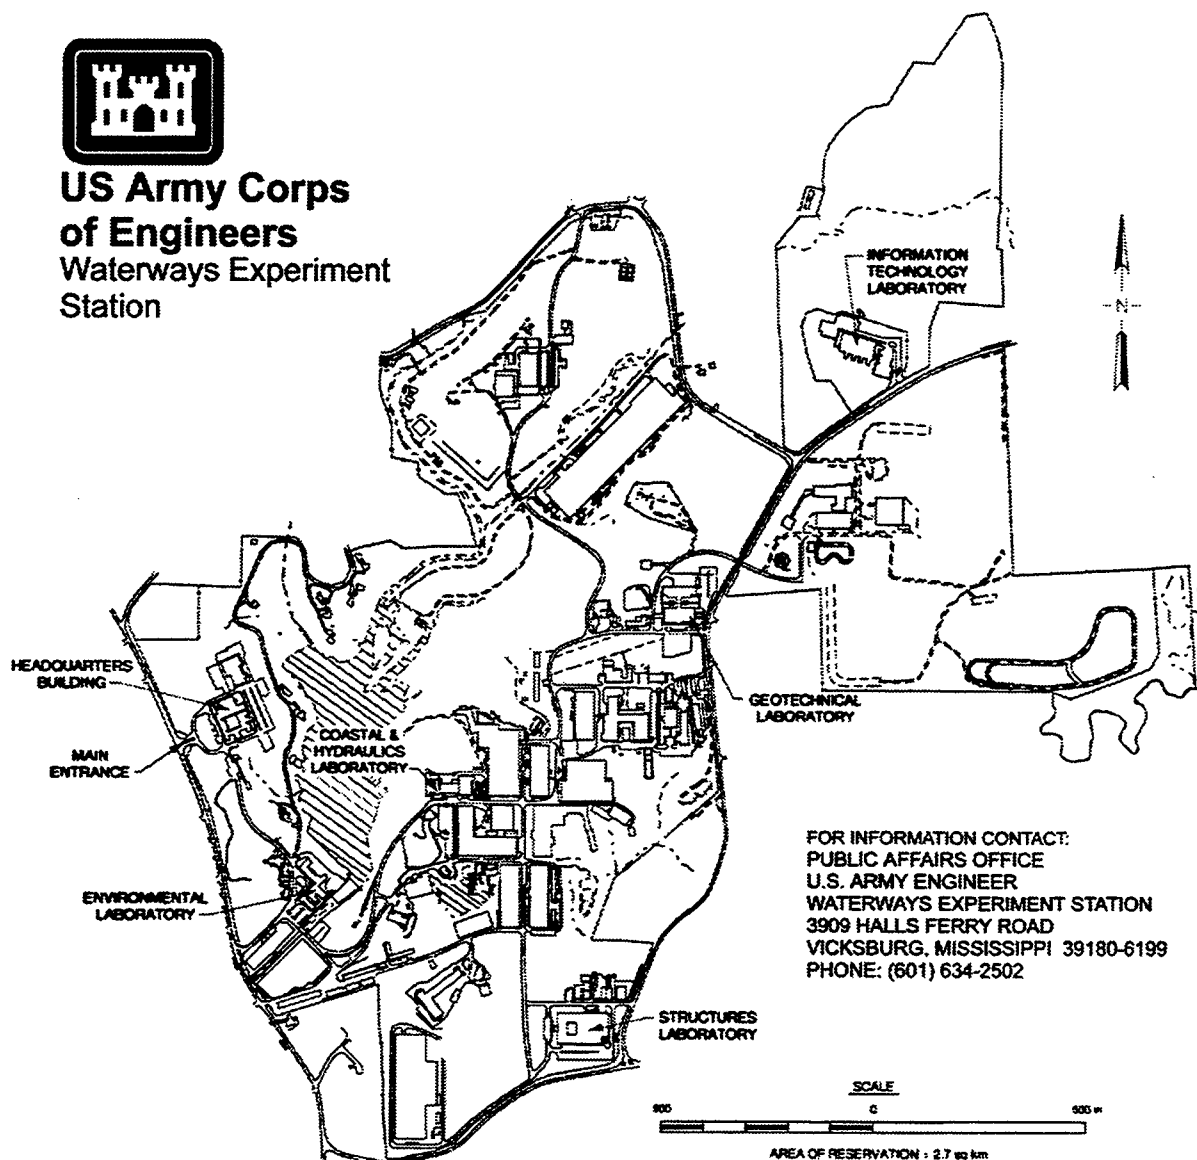 US Army Corps
of Engineers
Waterways Experiment
Station
INFORMATION
TECHNOLOGY
LABORATORY
N
HEADQUARTERS
BUILDING
MAIN
ENTRANCE
COASTAL &
HYDRAULICS
LABORATORY
GEOTECHNICAL
LABORATORY
ENVIRONMENTAL
LABORATORY
STRUCTURES
LABORATORY
FOR INFORMATION CONTACT:
PUBLIC AFFAIRS OFFICE
U.S. ARMY ENGINEER
WATERWAYS EXPERIMENT STATION
3909 HALLS FERRY ROAD
VICKSBURG, MISSISSIPPI 39180-6199
PHONE: (601) 634-2502
SCALE
0
500 m
AREA OF RESERVATION : 2.7 sq km